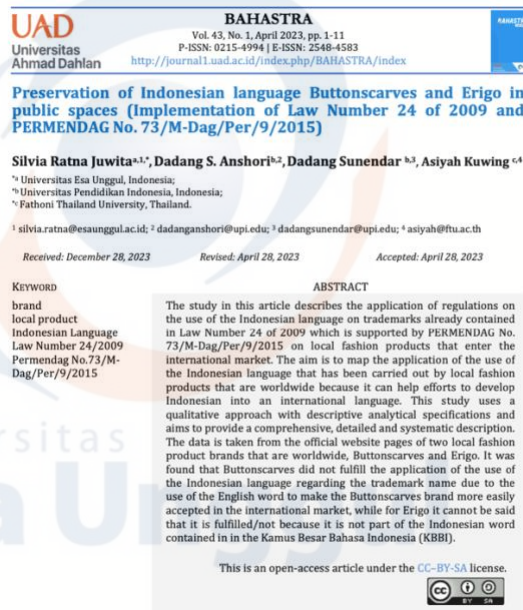 UAD
Universitas
Ahmad Dahlan
BAHASTRA
Vol. 43, No. 1, April 2023, pp. 1-11
P-ISSN: 0215-4994 | E-ISSN: 2548-4583
http://journal1.uad.ac.id/index.php/BAHASTRA/index
BAHASTRA
Preservation of Indonesian language Buttonscarves and Erigo in
public spaces (Implementation of Law Number 24 of 2009 and
PERMENDAG No. 73/M-Dag/Per/9/2015)
Silvia Ratna Juwita a,1,*, Dadang S. Anshori b,2, Dadang Sunendar b,3, Asiyah Kuwing c,4
*a Universitas Esa Unggul, Indonesia;
*b Universitas Pendidikan Indonesia, Indonesia;
*c Fathoni Thailand University, Thailand.
1 silvia.ratna@esaunggul.ac.id; 2 dadanganshori@upi.edu; 3 dadangsunendar@upi.edu; 4 asiyah@ftu.ac.th
Received: December 28, 2023 Revised: April 28, 2023 Accepted: April 28, 2023
KEYWORD
brand
local product
Indonesian Language
Law Number 24/2009
Permendag No.73/M-
Dag/Per/9/2015
ABSTRACT
The study in this article describes the application of regulations on
the use of the Indonesian language on trademarks already contained
in Law Number 24 of 2009 which is supported by PERMENDAG No.
73/M-Dag/Per/9/2015 on local fashion products that enter the
international market. The aim is to map the application of the use of
the Indonesian language that has been carried out by local fashion
products that are worldwide because it can help efforts to develop
Indonesian into an international language. This study uses a
qualitative approach with descriptive analytical specifications and
aims to provide a comprehensive, detailed and systematic description.
The data is taken from the official website pages of two local fashion
product brands that are worldwide, Buttonscarves and Erigo. It was
found that Buttonscarves did not fulfill the application of the use of
the Indonesian language regarding the trademark name due to the
use of the English word to make the Buttonscarves brand more easily
accepted in the international market, while for Erigo it cannot be said
that it is fulfilled/not because it is not part of the Indonesian word
contained in in the Kamus Besar Bahasa Indonesia (KBBI).
This is an open-access article under the CC-BY-SA license.
cc BY SA